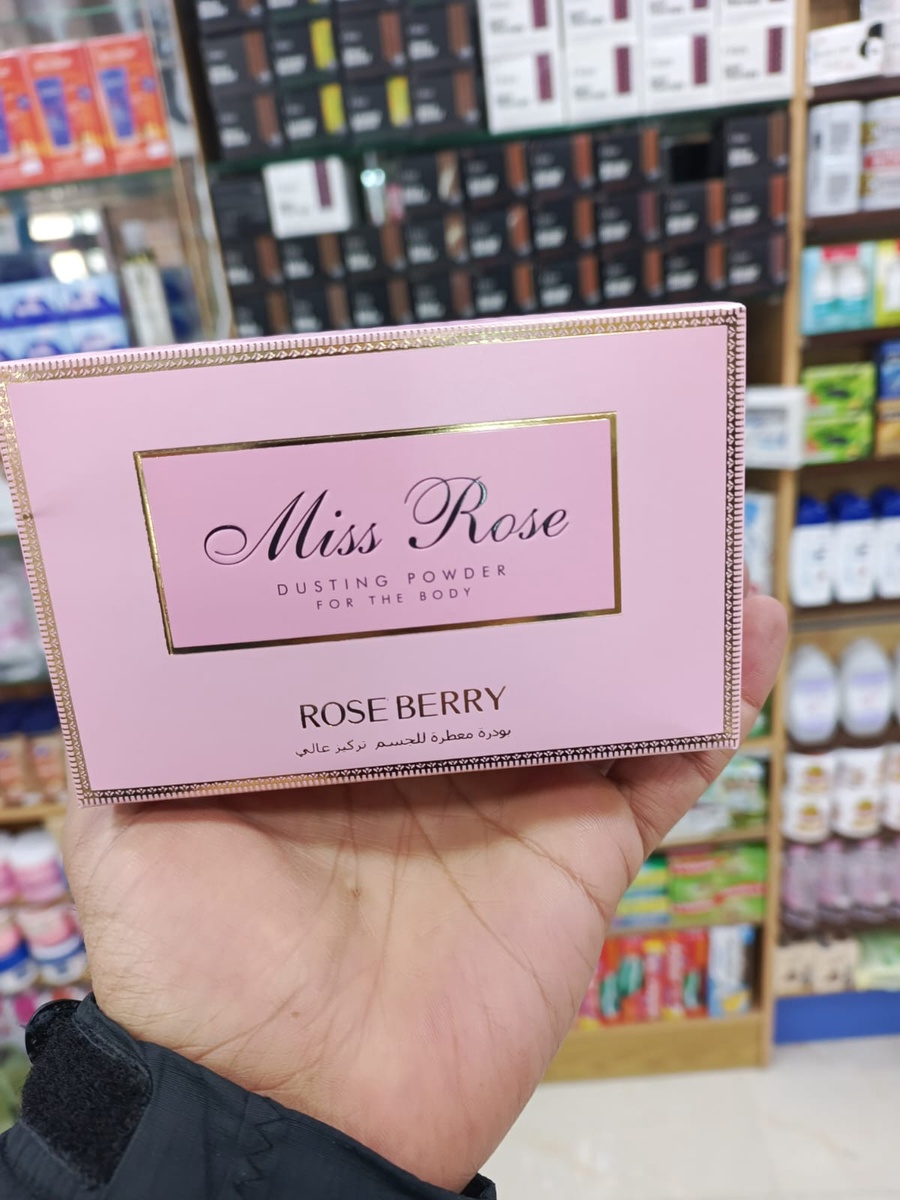 Miss Rose
DUSTING POWDER
FOR THE BODY
ROSE BERRY
بودرة معطرة للجسم تركيز عالي